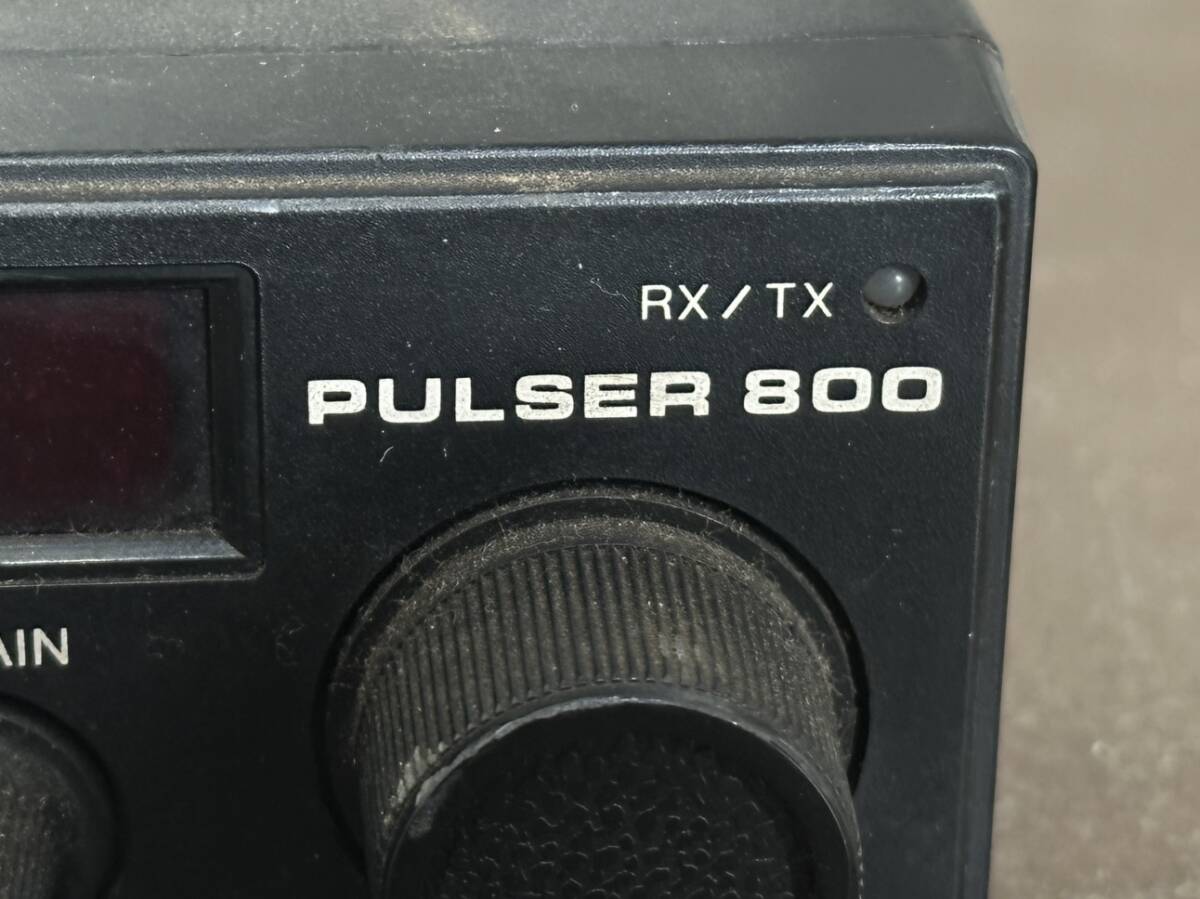 RX/TX
PULSER 800
AIN